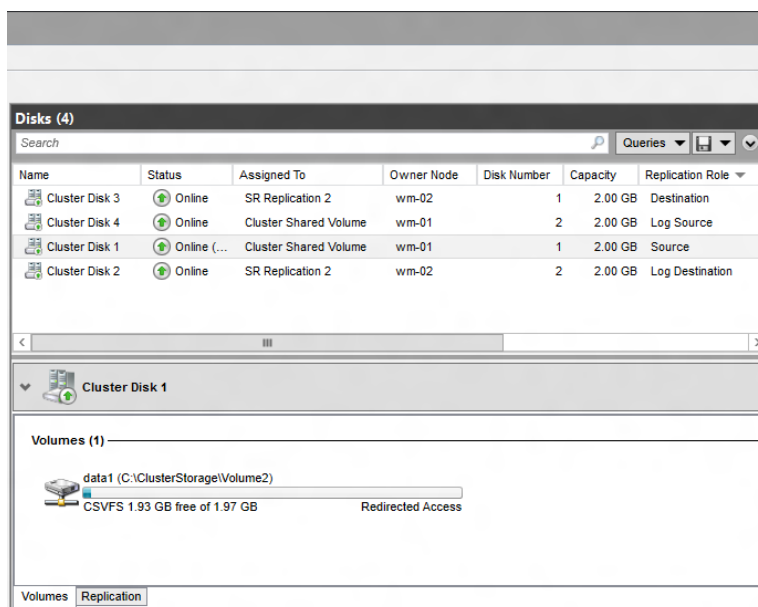 Disks (4)
Search Queries
Name Status Assigned To Owner Node Disk Number Capacity Replication Role
Cluster Disk 3 Online SR Replication 2 wm-02 1 2.00 GB Destination
Cluster Disk 4 Online Cluster Shared Volume wm-01 2 2.00 GB Log Source
Cluster Disk 1 Online (... Cluster Shared Volume wm-01 1 2.00 GB Source
Cluster Disk 2 Online SR Replication 2 wm-02 2 2.00 GB Log Destination
Cluster Disk 1
Volumes (1)
data1 (C:\ClusterStorage\Volume2)
CSVFS 1.93 GB free of 1.97 GB Redirected Access
Volumes Replication